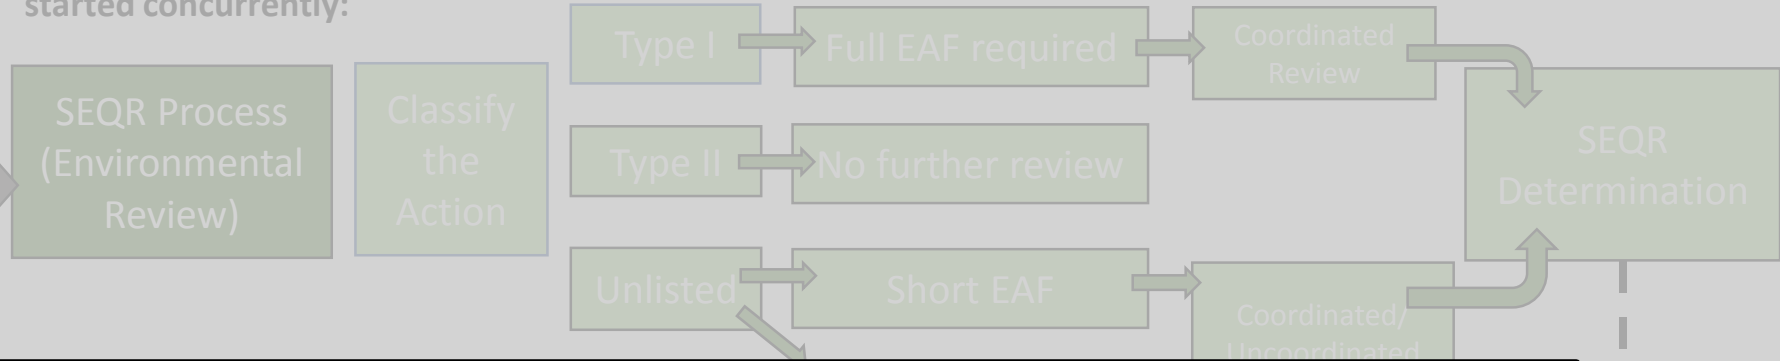 started concurrently:
SEQR Process
(Environmental
Review)
Classify
the
Action
Type I
Full EAF required
Coordinated
Review
Type II
No further review
Unlisted
Short EAF
Coordinated/
Uncoordinated
SEQR
Determination